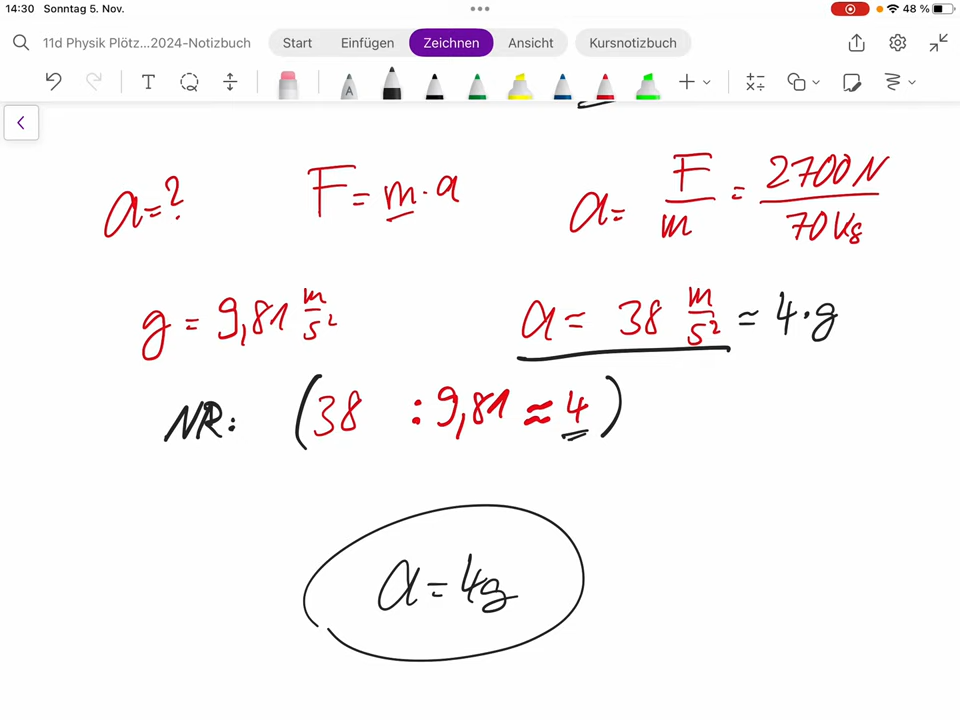 14:30 Sonntag 5. Nov. 48 %
11d Physik Plötz...2024-Notizbuch Start Einfügen Zeichnen Ansicht Kursnotizbuch
T A
a=? F = m · a a = F/m = 2700 N/70 kg
g = 9,81 m/s² a = 38 m/s² ≈ 4 · g
NR: (38 : 9,81 ≈ 4)
a = 4g